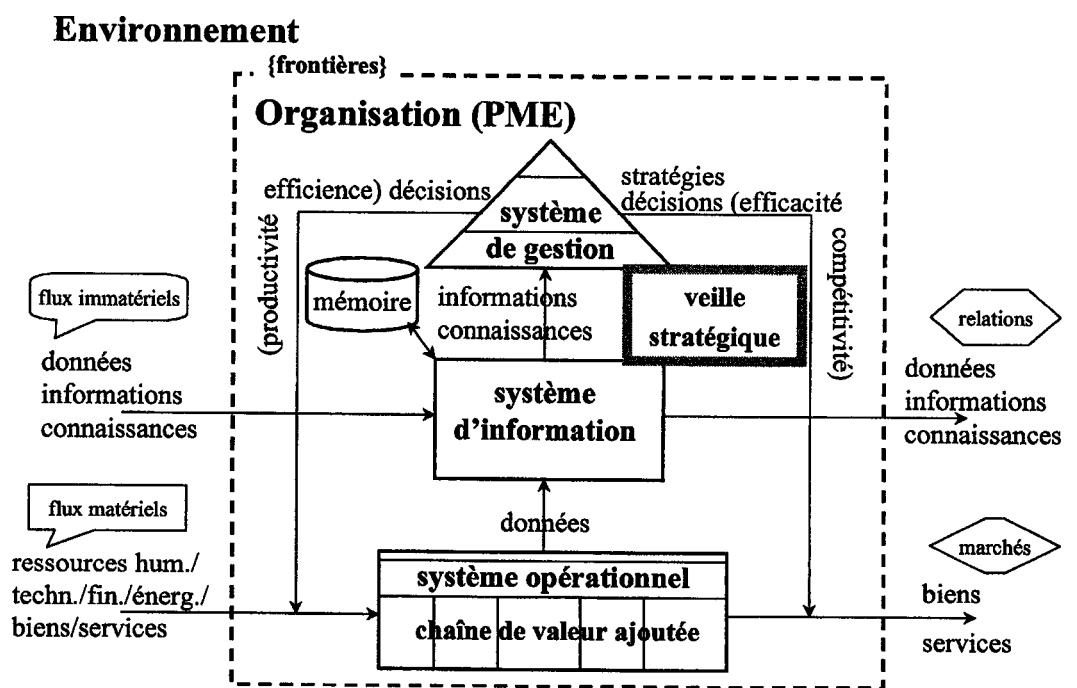 Environnement
{frontières}
Organisation (PME)
efficience) décisions
stratégies
décisions (efficacité
système
de gestion
(productivité
compétitivité)
mémoire
informations
connaissances
veille
stratégique
flux immatériels
données
informations
connaissances
système
d'information
relations
données
informations
connaissances
flux matériels
ressources hum./
techn./fin./énerg./
biens/services
données
système opérationnel
chaîne de valeur ajoutée
marchés
biens
services